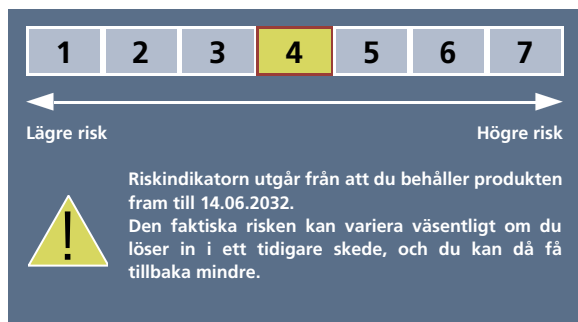 1 2 3 4 5 6 7
Lägre risk Högre risk
Riskindikatorn utgår från att du behåller produkten
fram till 14.06.2032.
Den faktiska risken kan variera väsentligt om du
löser in i ett tidigare skede, och du kan då få
tillbaka mindre.
!